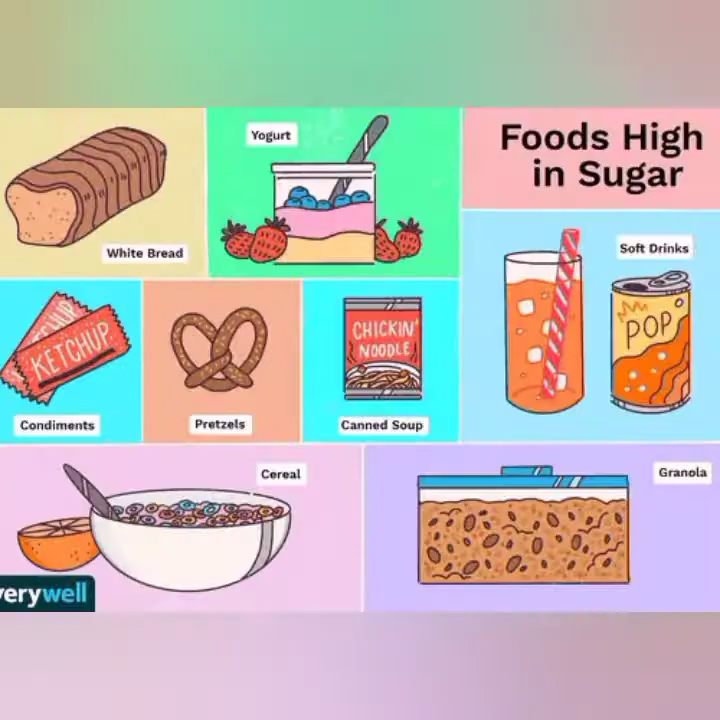 Yogurt
Foods High
in Sugar
White Bread
Soft Drinks
POP
KETCHUP
CHICKIN'
NOODLE
Condiments
Pretzels
Canned Soup
Cereal
Granola
verywell